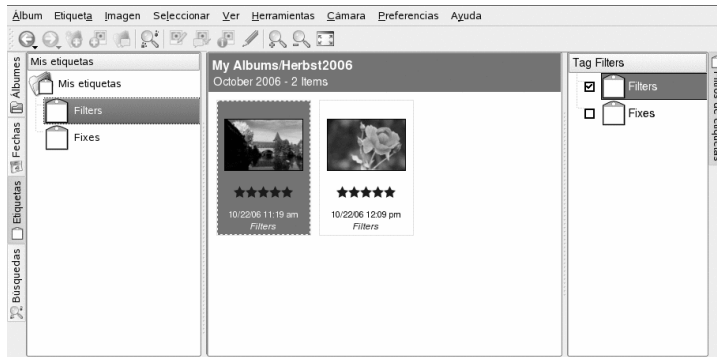 Álbum Etiqueta Imagen Seleccionar Ver Herramientas Cámara Preferencias Ayuda
Álbumes
Fechas
Etiquetas
Búsquedas
Mis etiquetas
Mis etiquetas
Filters
Fixes
My Albums/Herbst2006
October 2006 - 2 Items
10/22/06 11:19 am
Filters
10/22/06 12:09 pm
Filters
Tag Filters
Filters
Fixes